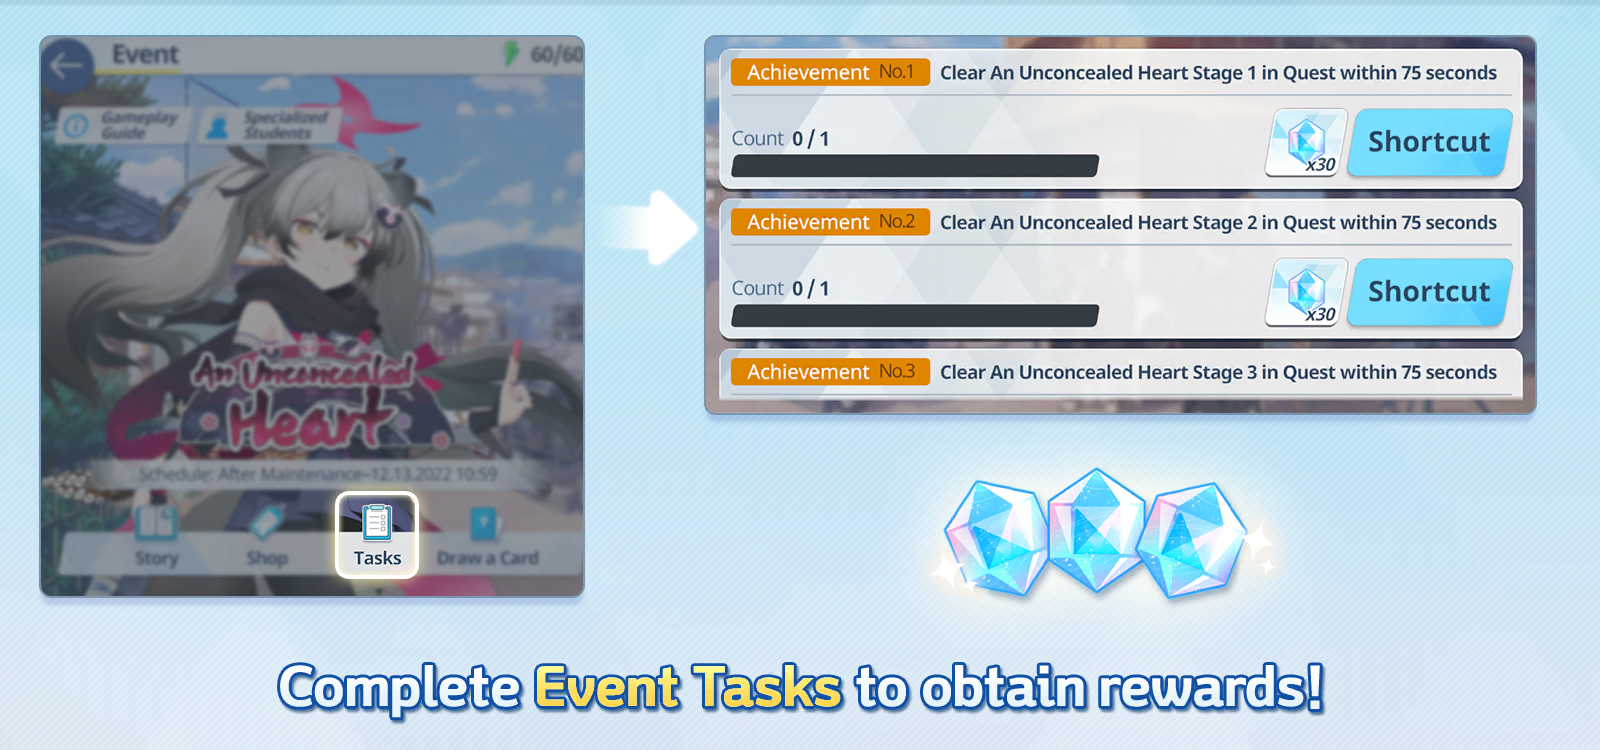 Event
60/60
Gameplay
Guide
Specialized
Students
An Unconcealed
Heart
Schedule: After Maintenance~12.13.2022 10:59
Story
Shop
Tasks
Draw a Card
Achievement No.1 Clear An Unconcealed Heart Stage 1 in Quest within 75 seconds
Count 0 / 1
x30
Shortcut
Achievement No.2 Clear An Unconcealed Heart Stage 2 in Quest within 75 seconds
Count 0 / 1
x30
Shortcut
Achievement No.3 Clear An Unconcealed Heart Stage 3 in Quest within 75 seconds
Complete Event Tasks to obtain rewards!